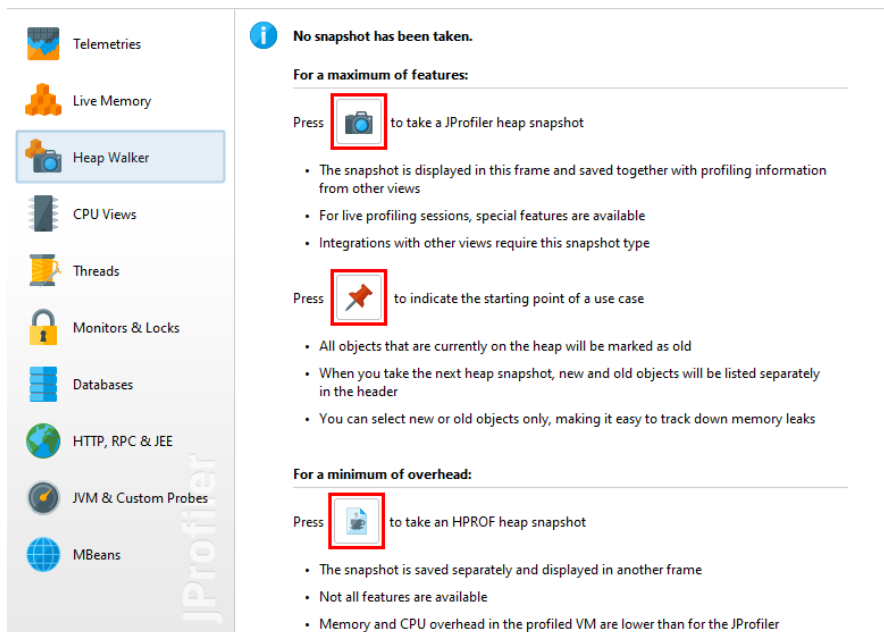 Telemetries
Live Memory
Heap Walker
CPU Views
Threads
Monitors & Locks
Databases
HTTP, RPC & JEE
JVM & Custom Probes
MBeans
JProfiler
No snapshot has been taken.
For a maximum of features:
Press to take a JProfiler heap snapshot
• The snapshot is displayed in this frame and saved together with profiling information
from other views
• For live profiling sessions, special features are available
• Integrations with other views require this snapshot type
Press to indicate the starting point of a use case
• All objects that are currently on the heap will be marked as old
• When you take the next heap snapshot, new and old objects will be listed separately
in the header
• You can select new or old objects only, making it easy to track down memory leaks
For a minimum of overhead:
Press to take an HPROF heap snapshot
• The snapshot is saved separately and displayed in another frame
• Not all features are available
• Memory and CPU overhead in the profiled VM are lower than for the JProfiler